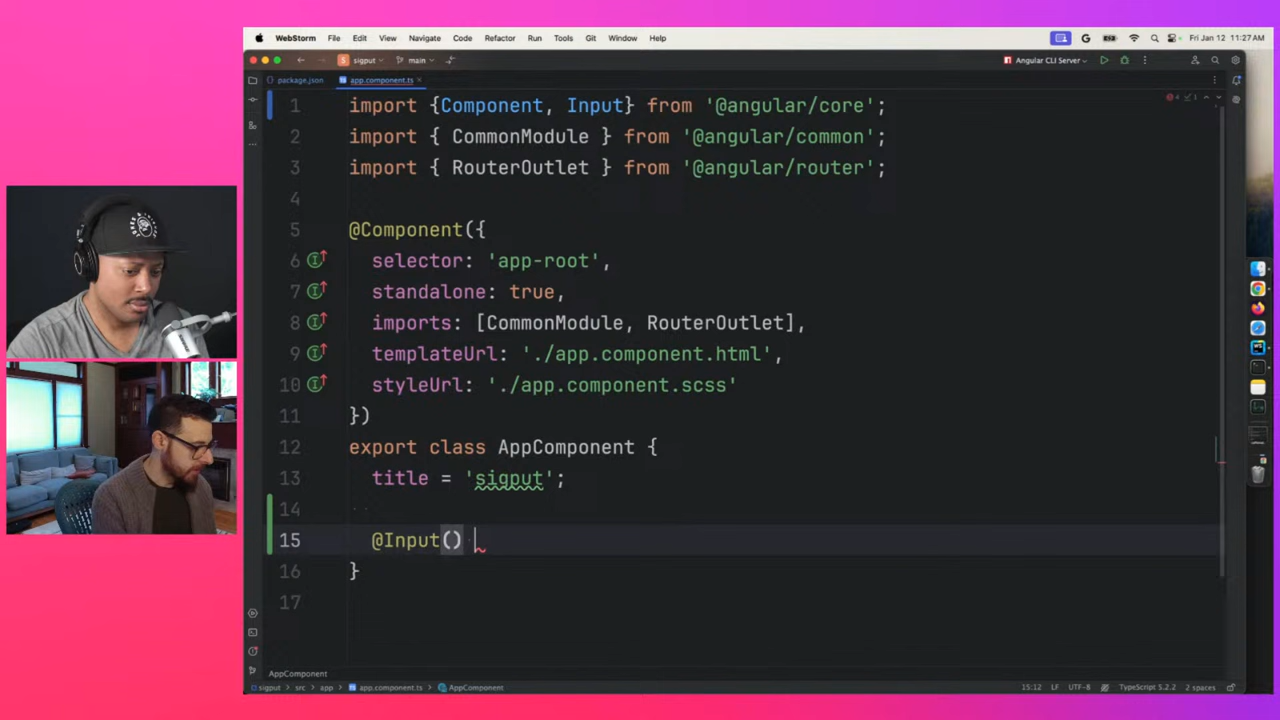 WebStorm File Edit View Navigate Code Refactor Run Tools Git Window Help Fri Jan 12 11:27 AM
sigput main Angular CLI Server
package.json app.component.ts
4 1
1 import {Component, Input} from '@angular/core';
2 import { CommonModule } from '@angular/common';
3 import { RouterOutlet } from '@angular/router';
4
5 @Component({
6 selector: 'app-root',
7 standalone: true,
8 imports: [CommonModule, RouterOutlet],
9 templateUrl: './app.component.html',
10 styleUrl: './app.component.scss'
11 })
12 export class AppComponent {
13 title = 'sigput';
14
15 @Input()
16 }
17
AppComponent
sigput > src > app > app.component.ts > AppComponent 15:12 LF UTF-8 TypeScript 5.2.2 2 spaces